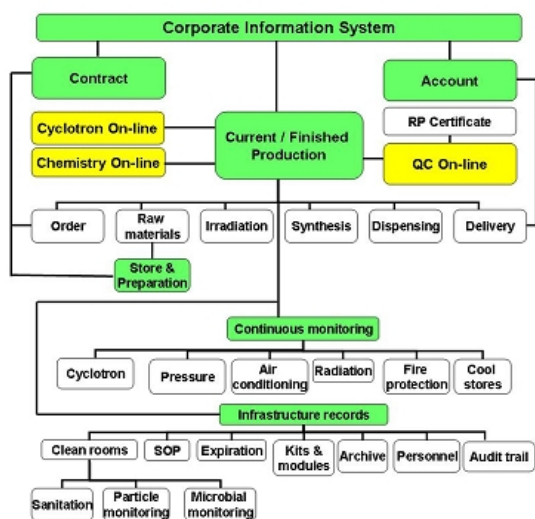 Corporate Information System
Contract
Account
Cyclotron On-line
Chemistry On-line
Current / Finished
Production
RP Certificate
QC On-line
Order
Raw
materials
Irradiation
Synthesis
Dispensing
Delivery
Store &
Preparation
Continuous monitoring
Cyclotron
Pressure
Air
conditioning
Radiation
Fire
protection
Cool
stores
Infrastructure records
Clean rooms
SOP
Expiration
Kits &
modules
Archive
Personnel
Audit trail
Sanitation
Particle
monitoring
Microbial
monitoring